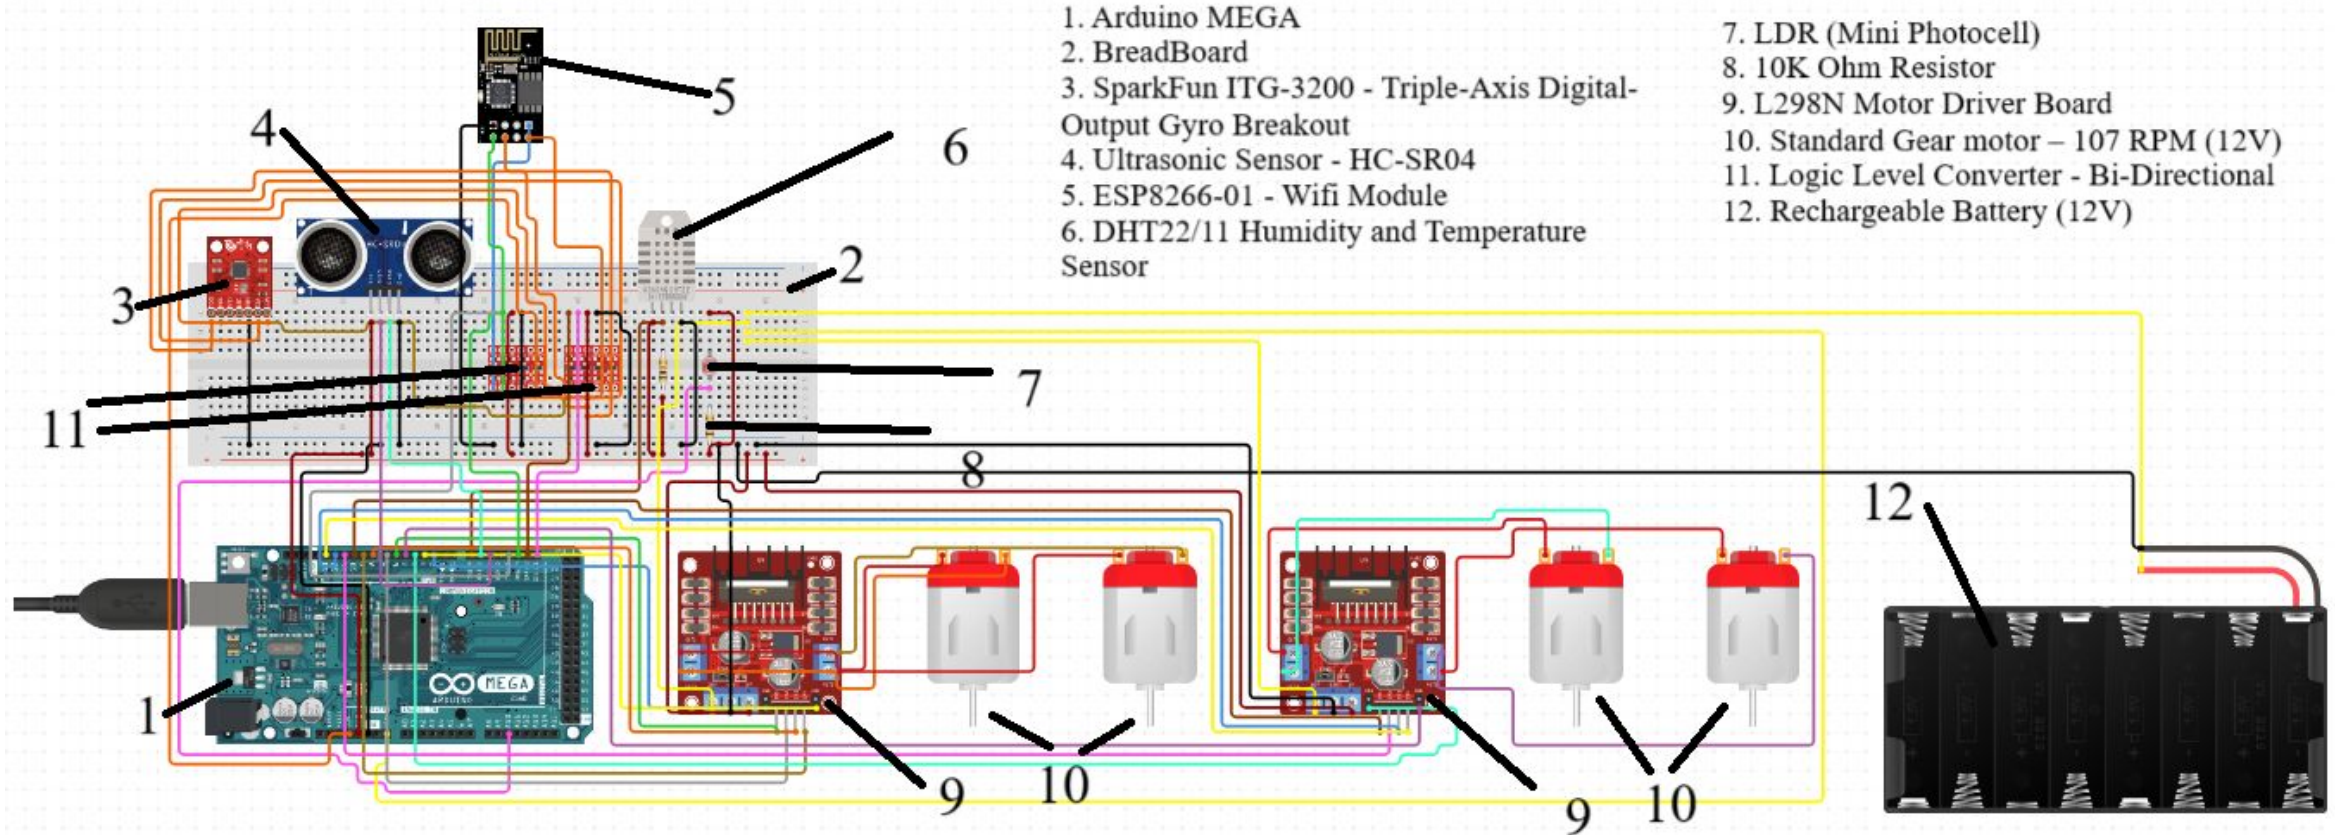 1. Arduino MEGA
2. BreadBoard
3. SparkFun ITG-3200 - Triple-Axis Digital-
Output Gyro Breakout
4. Ultrasonic Sensor - HC-SR04
5. ESP8266-01 - Wifi Module
6. DHT22/11 Humidity and Temperature
Sensor
7. LDR (Mini Photocell)
8. 10K Ohm Resistor
9. L298N Motor Driver Board
10. Standard Gear motor – 107 RPM (12V)
11. Logic Level Converter - Bi-Directional
12. Rechargeable Battery (12V)
5
4
6
2
3
7
11
8
12
1
9
10
9
10
MEGA
ARDUINO